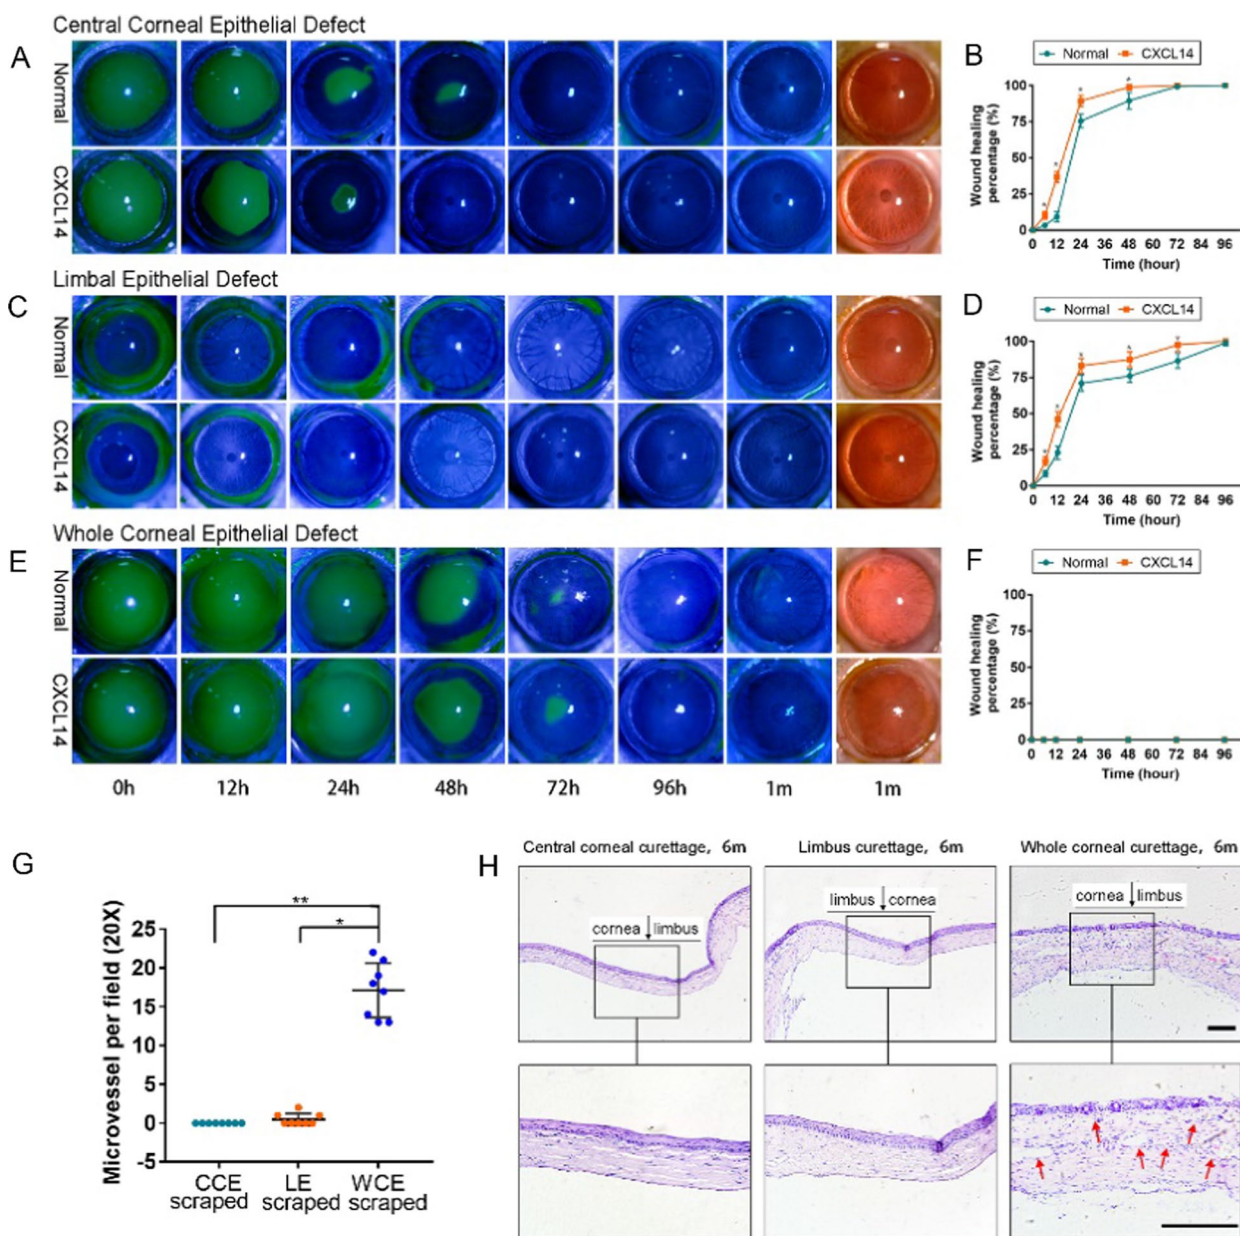 Central Corneal Epithelial Defect
A
Normal
CXCL14
B
Normal CXCL14
Wound healing
percentage (%)
100
75
50
25
0
* * * *
0 12 24 36 48 60 72 84 96
Time (hour)
Limbal Epithelial Defect
C
Normal
CXCL14
D
Normal CXCL14
Wound healing
percentage (%)
100
75
50
25
0
* * * * *
0 12 24 36 48 60 72 84 96
Time (hour)
Whole Corneal Epithelial Defect
E
Normal
CXCL14
F
Normal CXCL14
Wound healing
percentage (%)
100
75
50
25
0
0 12 24 36 48 60 72 84 96
Time (hour)
0h 12h 24h 48h 72h 96h 1m 1m
G
Microvessel per field (20X)
25
20
15
10
5
0
-5
**
*
CCE LE WCE
scraped scraped scraped
H
Central corneal curettage, 6m
Limbus curettage, 6m
Whole corneal curettage, 6m
cornea limbus
limbus cornea
cornea limbus